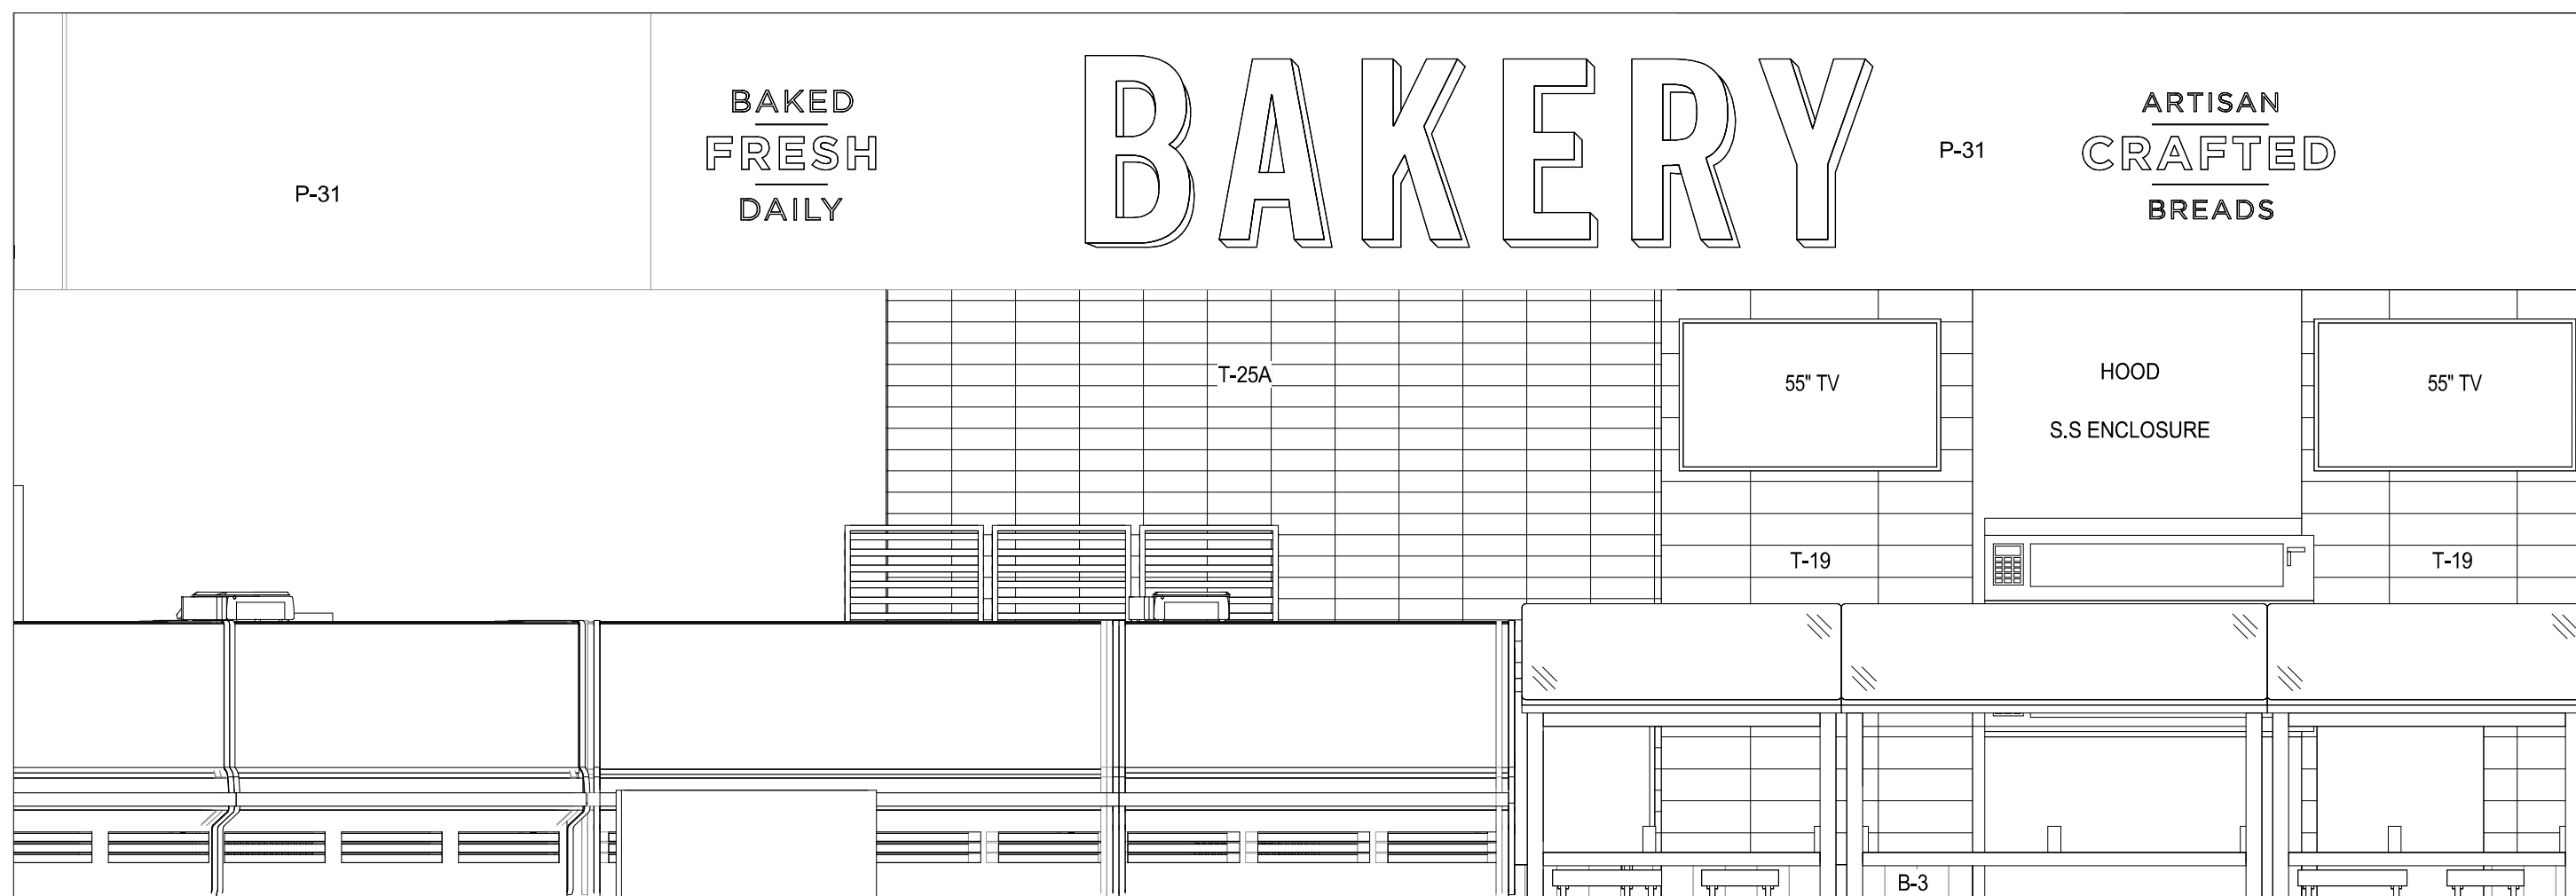 BAKED
FRESH
DAILY
P-31
BAKERY
P-31
ARTISAN
CRAFTED
BREADS
T-25A
55" TV
HOOD
S.S ENCLOSURE
55" TV
T-19
T-19
B-3